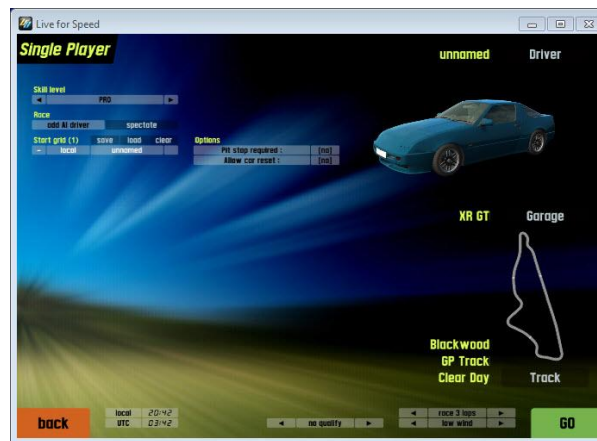 Live for Speed
Single Player
unnamed Driver
Skill level
PRO
Race
add AI driver spectate
Start grid (1) save load clear
- local unnamed
Options
Pit stop required : [no]
Allow car reset : [no]
XR GT Garage
Blackwood
GP Track
Clear Day Track
back
local 20:42
UTC 03:42
no qualify
race 3 laps
low wind
GO